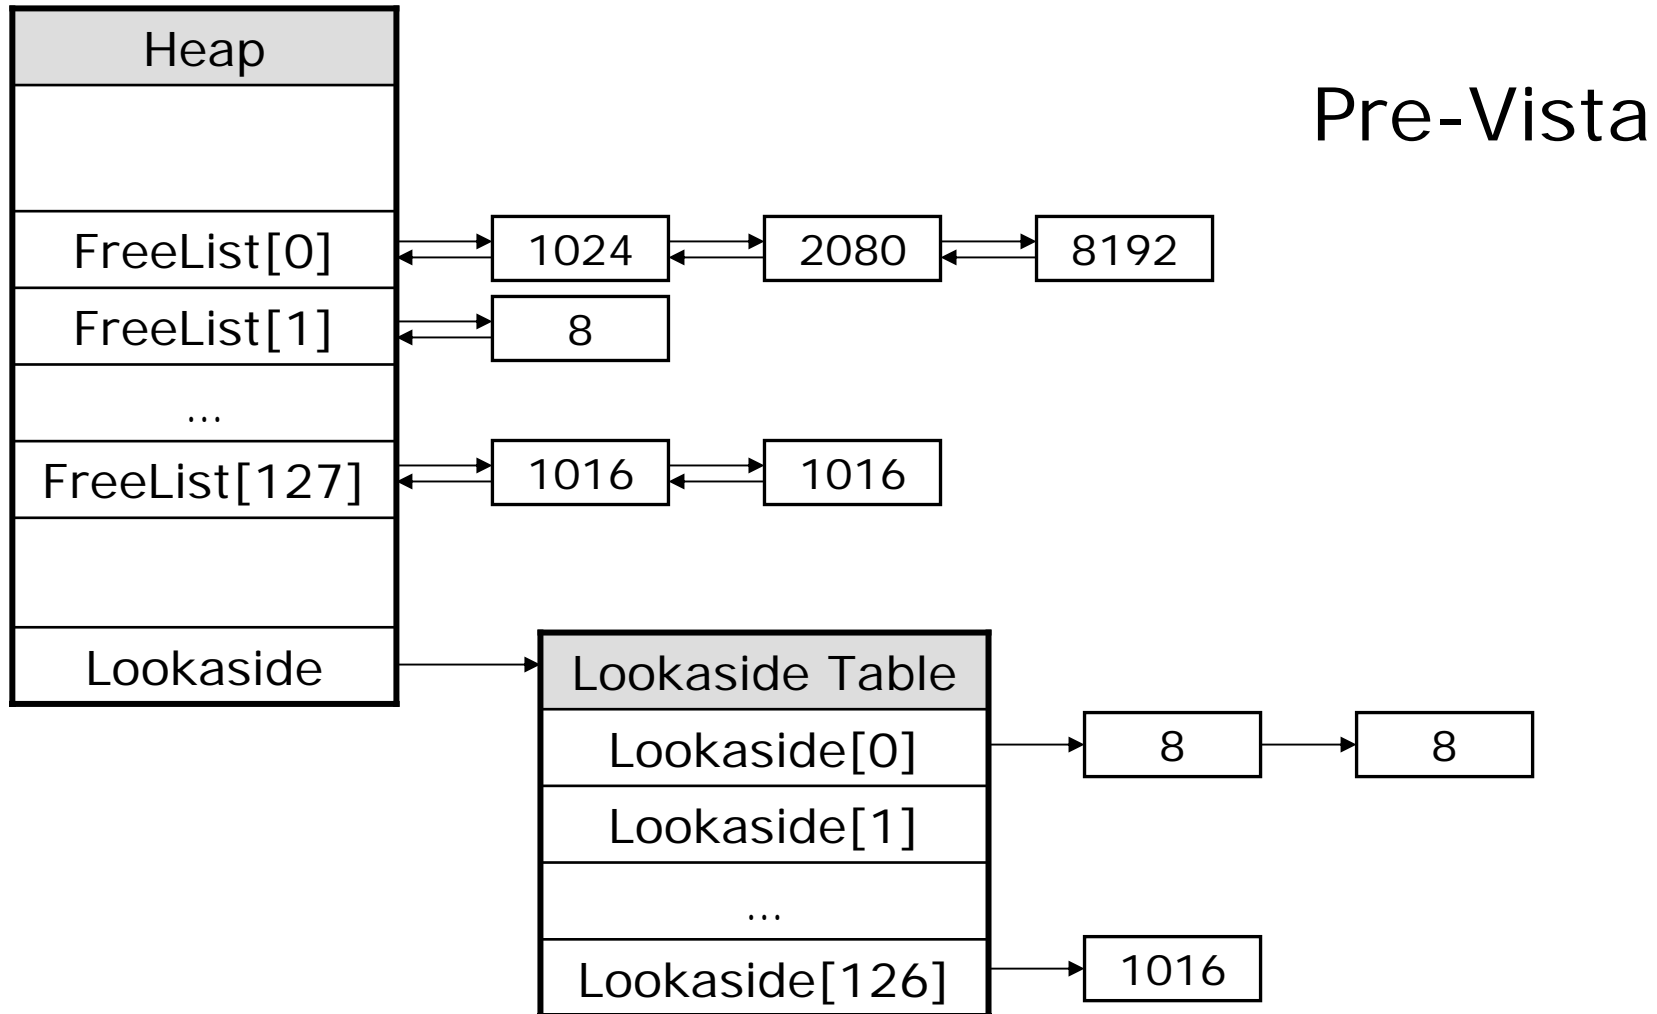 Heap
Pre-Vista
FreeList[0]
1024
2080
8192
FreeList[1]
8
...
FreeList[127]
1016
1016
Lookaside
Lookaside Table
Lookaside[0]
8
8
Lookaside[1]
...
Lookaside[126]
1016